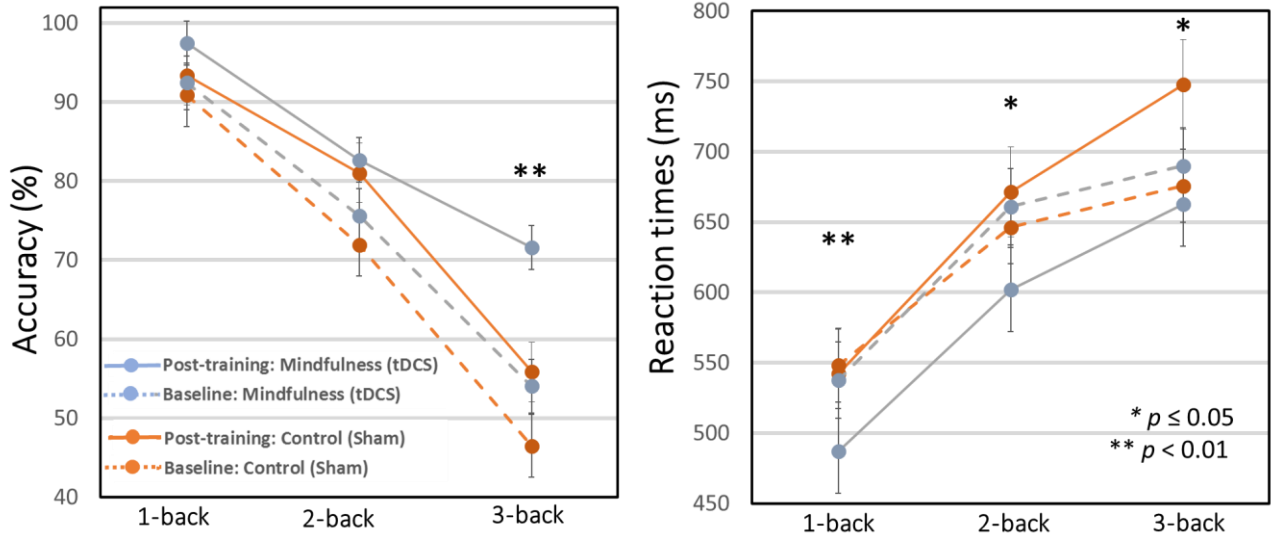 Accuracy (%)
100
90
80
70
60
50
40
**
Post-training: Mindfulness (tDCS)
Baseline: Mindfulness (tDCS)
Post-training: Control (Sham)
Baseline: Control (Sham)
1-back 2-back 3-back
Reaction times (ms)
800
750
700
650
600
550
500
450
**
*
*
* p ≤ 0.05
** p < 0.01
1-back 2-back 3-back